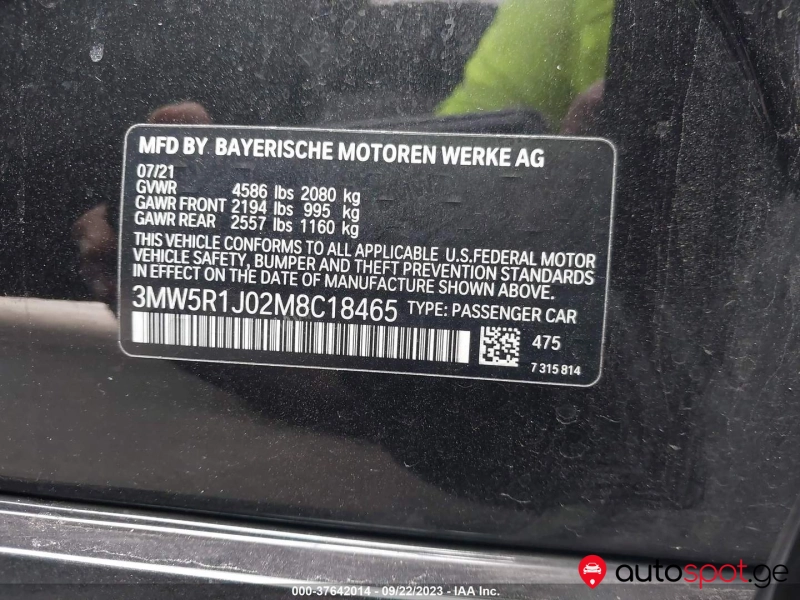 MFD BY BAYERISCHE MOTOREN WERKE AG
07/21
GVWR 4586 lbs 2080 kg
GAWR FRONT 2194 lbs 995 kg
GAWR REAR 2557 lbs 1160 kg
THIS VEHICLE CONFORMS TO ALL APPLICABLE U.S.FEDERAL MOTOR
VEHICLE SAFETY, BUMPER AND THEFT PREVENTION STANDARDS
IN EFFECT ON THE DATE OF MANUFACTURE SHOWN ABOVE.
3MW5R1J02M8C18465 TYPE: PASSENGER CAR
475
7 315 814
autospot.ge
000-37642014 - 09/22/2023 - IAA Inc.